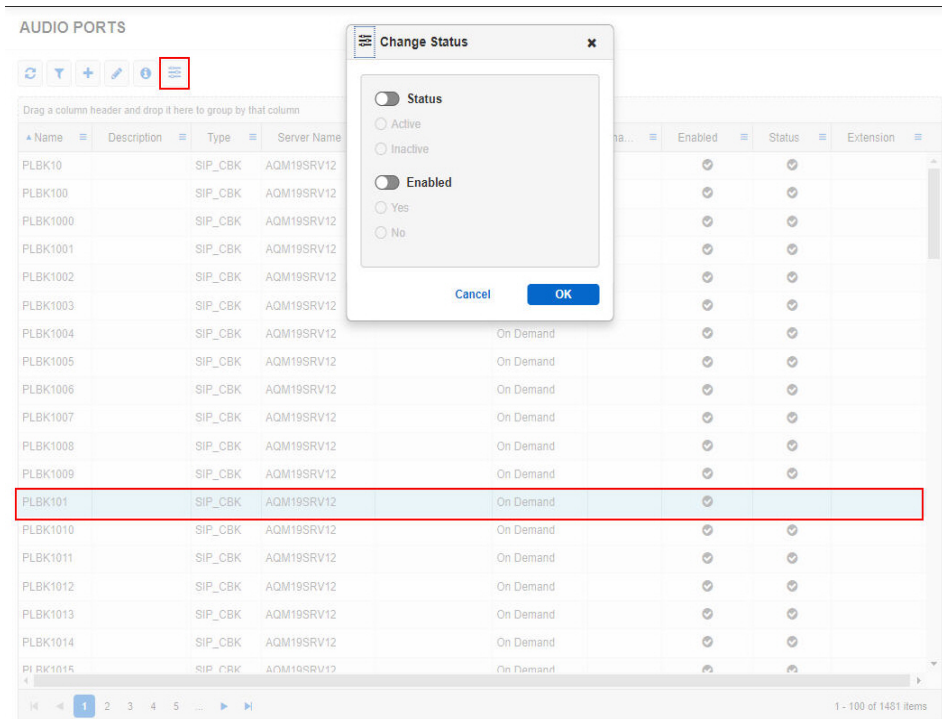 AUDIO PORTS
Change Status
Status
Active
Inactive
Enabled
Yes
No
Cancel OK
Drag a column header and drop it here to group by that column
Name Description Type Server Name Enabled Status Extension
PLBK10 SIP_CBK AQM19SRV12
PLBK100 SIP_CBK AQM19SRV12
PLBK1000 SIP_CBK AQM19SRV12
PLBK1001 SIP_CBK AQM19SRV12
PLBK1002 SIP_CBK AQM19SRV12
PLBK1003 SIP_CBK AQM19SRV12
PLBK1004 SIP_CBK AQM19SRV12 On Demand
PLBK1005 SIP_CBK AQM19SRV12 On Demand
PLBK1006 SIP_CBK AQM19SRV12 On Demand
PLBK1007 SIP_CBK AQM19SRV12 On Demand
PLBK1008 SIP_CBK AQM19SRV12 On Demand
PLBK1009 SIP_CBK AQM19SRV12 On Demand
PLBK101 SIP_CBK AQM19SRV12 On Demand
PLBK1010 SIP_CBK AQM19SRV12 On Demand
PLBK1011 SIP_CBK AQM19SRV12 On Demand
PLBK1012 SIP_CBK AQM19SRV12 On Demand
PLBK1013 SIP_CBK AQM19SRV12 On Demand
PLBK1014 SIP_CBK AQM19SRV12 On Demand
PLBK1015 SIP_CBK AQM19SRV12 On Demand
1 2 3 4 5 ... 1 - 100 of 1481 items